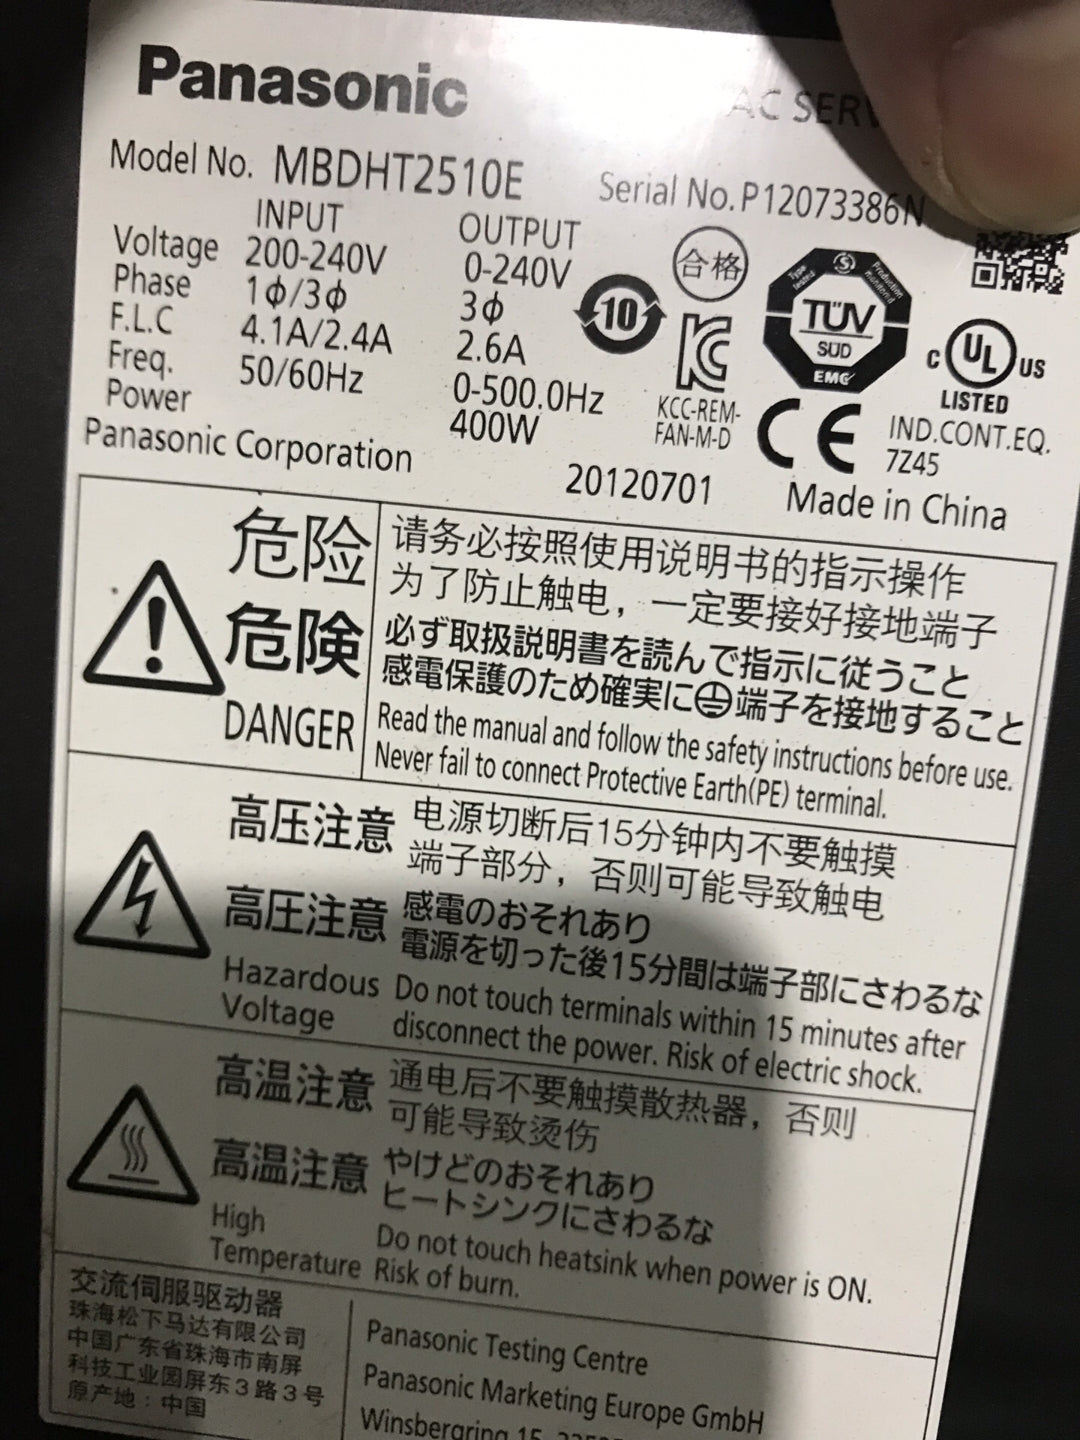 Panasonic
AC SERV
Model No. MBDHT2510E
Serial No. P12073386N
INPUT OUTPUT
Voltage 200-240V 0-240V
Phase 1ф/3ф 3ф
F.L.C 4.1A/2.4A 2.6A
Freq. 50/60Hz 0-500.0Hz
Power 400W
Panasonic Corporation
20120701
Made in China
10
合格
KCC-REM-
FAN-M-D
Type tested
Production monitored
TÜV
SÜD
EMC
C UL US
LISTED
CE
IND.CONT.EQ.
7Z45
危险
危険
DANGER
请务必按照使用说明书的指示操作
为了防止触电，一定要接好接地端子
必ず取扱説明書を読んで指示に従うこと
感電保護のため確実に⏚端子を接地すること
Read the manual and follow the safety instructions before use.
Never fail to connect Protective Earth(PE) terminal.
高压注意
电源切断后15分钟内不要触摸
端子部分，否则可能导致触电
高圧注意
感電のおそれあり
電源を切った後15分間は端子部にさわるな
Hazardous
Voltage
Do not touch terminals within 15 minutes after
disconnect the power. Risk of electric shock.
高温注意
通电后不要触摸散热器，否则
可能导致烫伤
高温注意
やけどのおそれあり
ヒートシンクにさわるな
High
Temperature
Do not touch heatsink when power is ON.
Risk of burn.
交流伺服驱动器
珠海松下马达有限公司
中国广东省珠海市南屏
科技工业园屏东3路3号
原产地：中国
Panasonic Testing Centre
Panasonic Marketing Europe GmbH
Winsbergring 15,